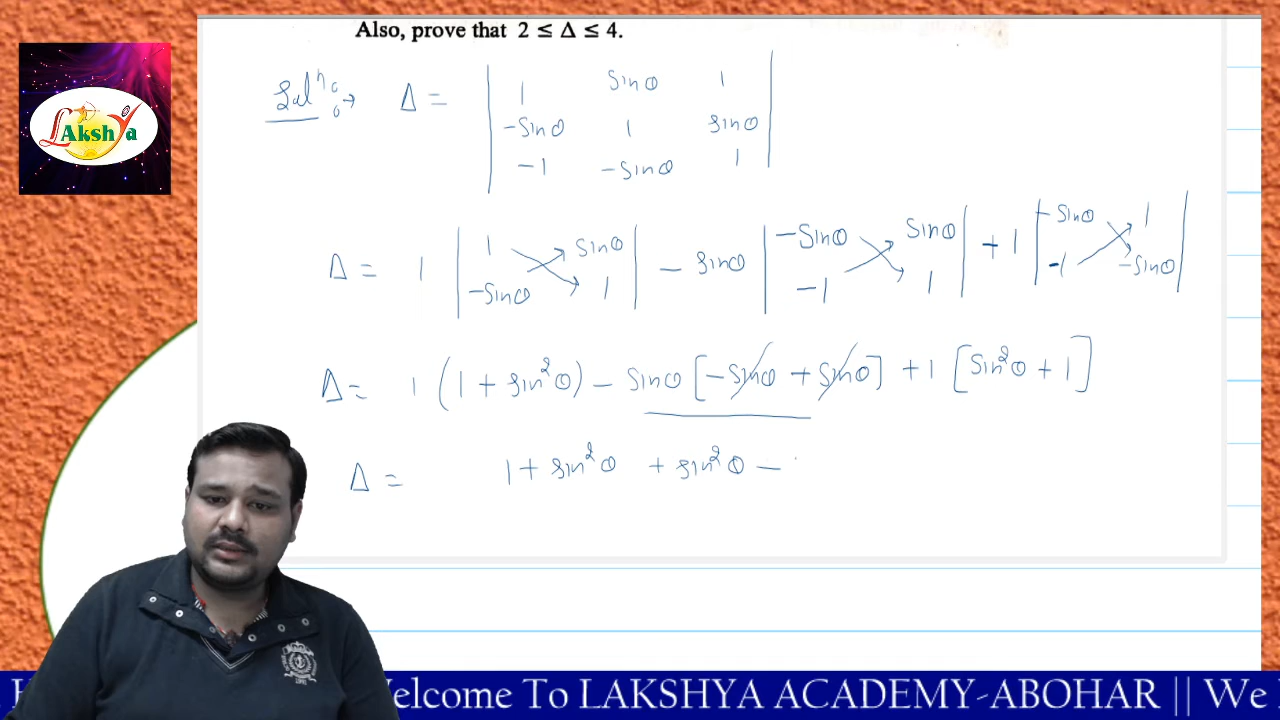 Also, prove that 2 ≤ Δ ≤ 4.
LAkshYa
Solⁿ: → Δ = | 1 sinθ 1 |
| -sinθ 1 sinθ |
| -1 -sinθ 1 |
Δ = 1 | 1 sinθ | - sinθ | -sinθ sinθ | + 1 | -sinθ 1 |
| -sinθ 1 | | -1 1 | | -1 -sinθ |
Δ = 1 (1 + sin²θ) - sinθ [-sinθ + sinθ] + 1 [sin²θ + 1]
Δ = 1 + sin²θ + sin²θ -
elcome To LAKSHYA ACADEMY-ABOHAR || We